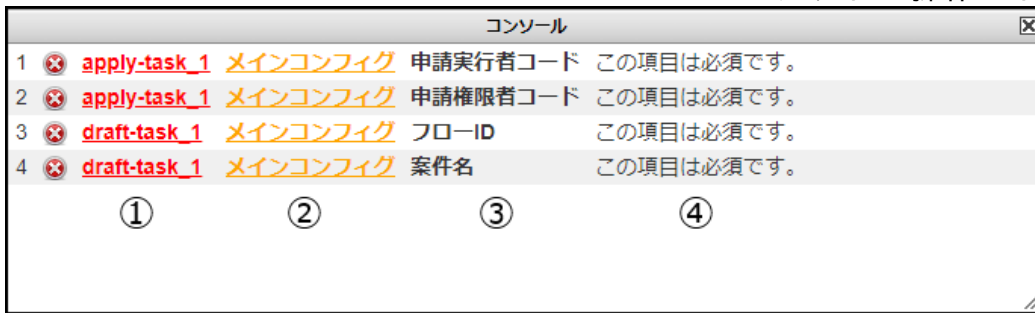 コンソール
1 apply-task_1 メインコンフィグ 申請実行者コード この項目は必須です。
2 apply-task_1 メインコンフィグ 申請権限者コード この項目は必須です。
3 draft-task_1 メインコンフィグ フローID この項目は必須です。
4 draft-task_1 メインコンフィグ 案件名 この項目は必須です。
① ② ③ ④